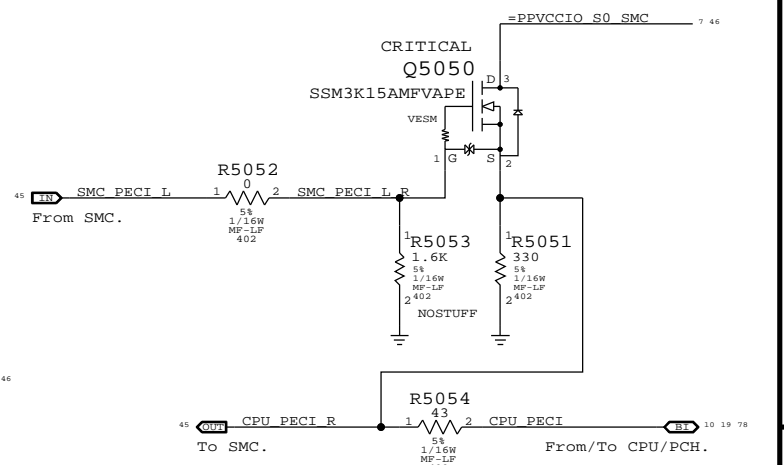 =PPVCCIO_S0_SMC 7 46
CRITICAL
Q5050
SSM3K15AMFVAPE
VESM
D 3
1 G S 2
R5052
0
45 IN SMC_PECI_L 1 2 SMC_PECI_L_R
From SMC.
5%
1/16W
MF-LF
402
1 R5053
1.6K
5%
1/16W
MF-LF
402
2
NOSTUFF
1 R5051
330
5%
1/16W
MF-LF
402
2
46
R5054
43
45 OUT CPU_PECI_R 1 2 CPU_PECI BI 10 19 78
To SMC.
5%
1/16W
MF-LF
From/To CPU/PCH.